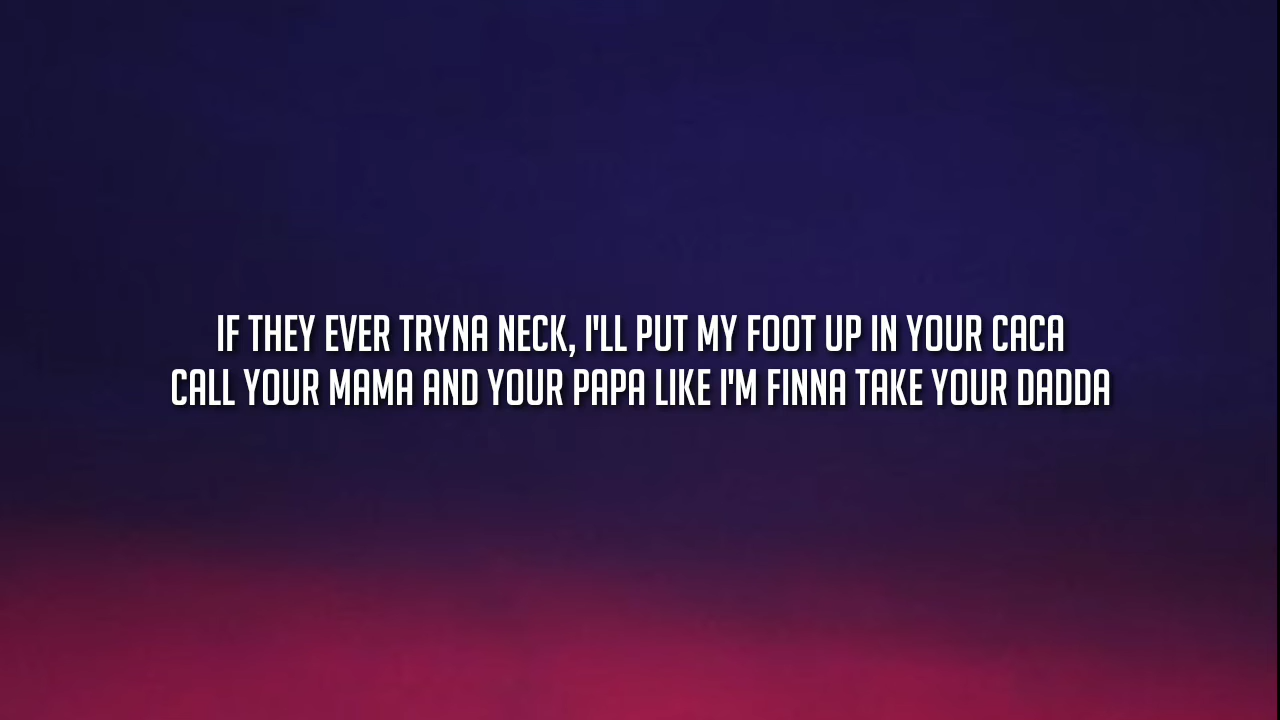 IF THEY EVER TRYNA NECK, I'LL PUT MY FOOT UP IN YOUR CACA
CALL YOUR MAMA AND YOUR PAPA LIKE I'M FINNA TAKE YOUR DADDA